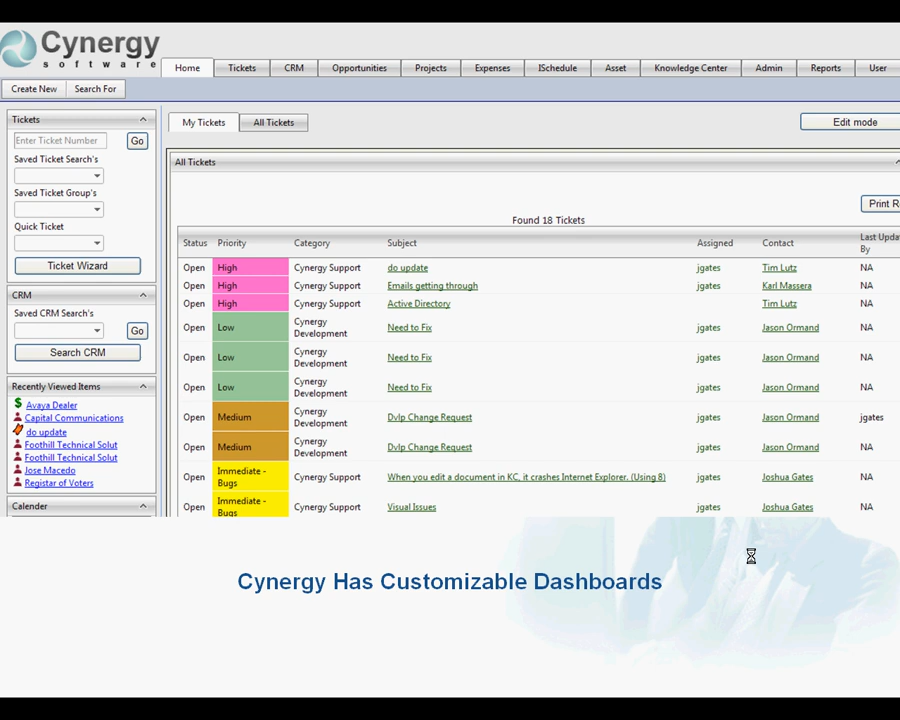 Cynergy
software
Home Tickets CRM Opportunities Projects Expenses ISchedule Asset Knowledge Center Admin Reports User
Create New Search For
Tickets
Enter Ticket Number Go
Saved Ticket Search's
Saved Ticket Group's
Quick Ticket
Ticket Wizard
CRM
Saved CRM Search's
Go
Search CRM
Recently Viewed Items
$ Avaya Dealer
Capital Communications
do update
Foothill Technical Solut
Foothill Technical Solut
Jose Macedo
Registar of Voters
Calender
My Tickets All Tickets Edit mode
All Tickets
Print R
Found 18 Tickets
Status Priority Category Subject Assigned Contact Last Upda
By
Open High Cynergy Support do update jgates Tim Lutz NA
Open High Cynergy Support Emails getting through jgates Karl Massera NA
Open High Cynergy Support Active Directory Tim Lutz NA
Open Low Cynergy Development Need to Fix jgates Jason Ormand NA
Open Low Cynergy Development Need to Fix jgates Jason Ormand NA
Open Low Cynergy Development Need to Fix jgates Jason Ormand NA
Open Medium Cynergy Development Dvlp Change Request jgates Jason Ormand jgates
Open Medium Cynergy Development Dvlp Change Request jgates Jason Ormand NA
Open Immediate - Bugs Cynergy Support When you edit a document in KC, it crashes Internet Explorer. (Using 8) jgates Joshua Gates NA
Open Immediate - Bugs Cynergy Support Visual Issues jgates Joshua Gates NA
Cynergy Has Customizable Dashboards